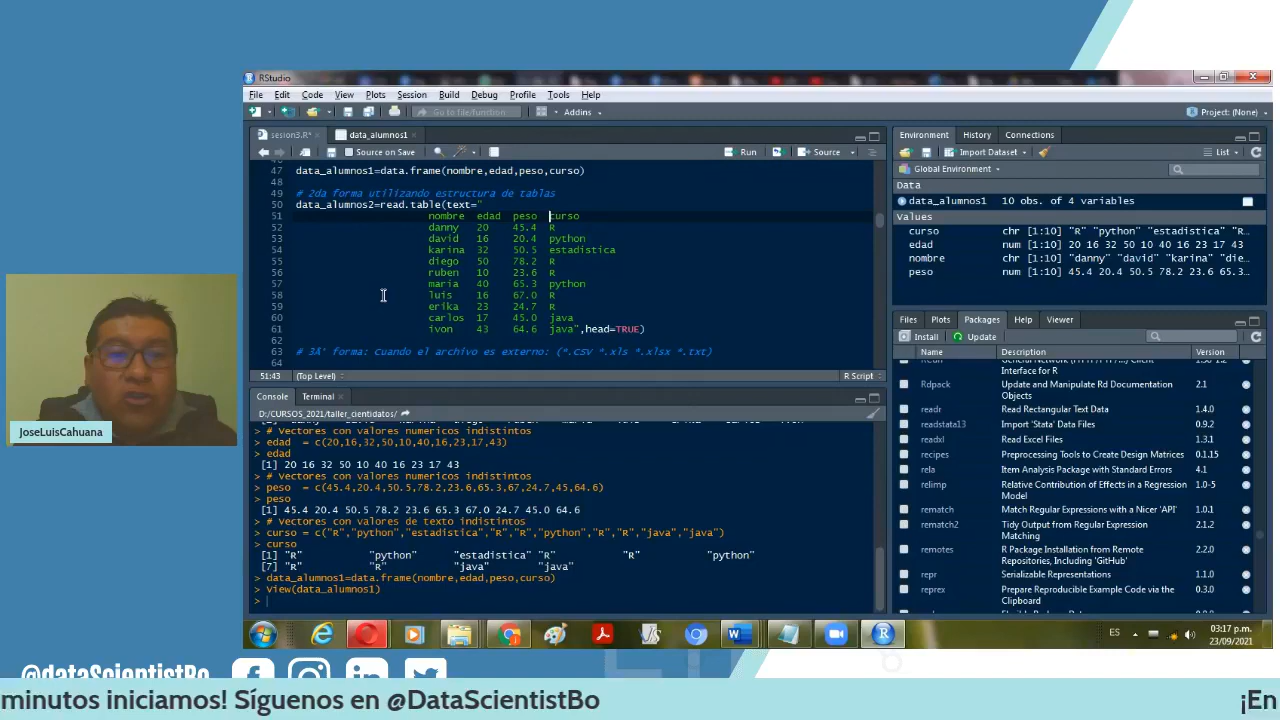 RStudio
File Edit Code View Plots Session Build Debug Profile Tools Help
Go to file/function Addins Project: (None)
sesion3.R* data_alumnos1
Source on Save Run Source
47 data_alumnos1=data.frame(nombre,edad,peso,curso)
48
49 # 2da forma utilizando estructura de tablas
50 data_alumnos2=read.table(text="
51 nombre edad peso curso
52 danny 20 45.4 R
53 david 16 20.4 python
54 karina 32 50.5 estadistica
55 diego 50 78.2 R
56 ruben 10 23.6 R
57 maria 40 65.3 python
58 luis 16 67.0 R
59 erika 23 24.7 R
60 carlos 17 45.0 java
61 ivon 43 64.6 java",head=TRUE)
62
63 # 3Âª forma: Cuando el archivo es externo: (*.CSV *.xls *.xlsx *.txt)
64
51:43 (Top Level) R Script
Console Terminal
D:/CURSOS_2021/taller_cientidatos/
> # Vectores con valores numericos indistintos
> edad = c(20,16,32,50,10,40,16,23,17,43)
> edad
[1] 20 16 32 50 10 40 16 23 17 43
> # Vectores con valores numericos indistintos
> peso = c(45.4,20.4,50.5,78.2,23.6,65.3,67,24.7,45,64.6)
> peso
[1] 45.4 20.4 50.5 78.2 23.6 65.3 67.0 24.7 45.0 64.6
> # Vectores con valores de texto indistintos
> curso = c("R","python","estadistica","R","R","python","R","R","java","java")
> curso
[1] "R" "python" "estadistica" "R" "R" "python"
[7] "R" "R" "java" "java"
> data_alumnos1=data.frame(nombre,edad,peso,curso)
> View(data_alumnos1)
>
Environment History Connections
Import Dataset List
Global Environment
Data
data_alumnos1 10 obs. of 4 variables
Values
curso chr [1:10] "R" "python" "estadistica" "R…
edad num [1:10] 20 16 32 50 10 40 16 23 17 43
nombre chr [1:10] "danny" "david" "karina" "die…
peso num [1:10] 45.4 20.4 50.5 78.2 23.6 65.3…
Files Plots Packages Help Viewer
Install Update
Name Description Version
Interface for R
Rdpack Update and Manipulate Rd Documentation Objects 2.1
readr Read Rectangular Text Data 1.4.0
readstata13 Import 'Stata' Data Files 0.9.2
readxl Read Excel Files 1.3.1
recipes Preprocessing Tools to Create Design Matrices 0.1.15
rela Item Analysis Package with Standard Errors 4.1
relimp Relative Contribution of Effects in a Regression Model 1.0-5
rematch Match Regular Expressions with a Nicer 'API' 1.0.1
rematch2 Tidy Output from Regular Expression Matching 2.1.2
remotes R Package Installation from Remote Repositories, Including 'GitHub' 2.2.0
repr Serializable Representations 1.1.0
reprex Prepare Reproducible Example Code via the Clipboard 0.3.0
JoseLuisCahuana
ES 03:17 p.m.
23/09/2021
@dataScientistBo
minutos iniciamos! Síguenos en @DataScientistBo ¡En